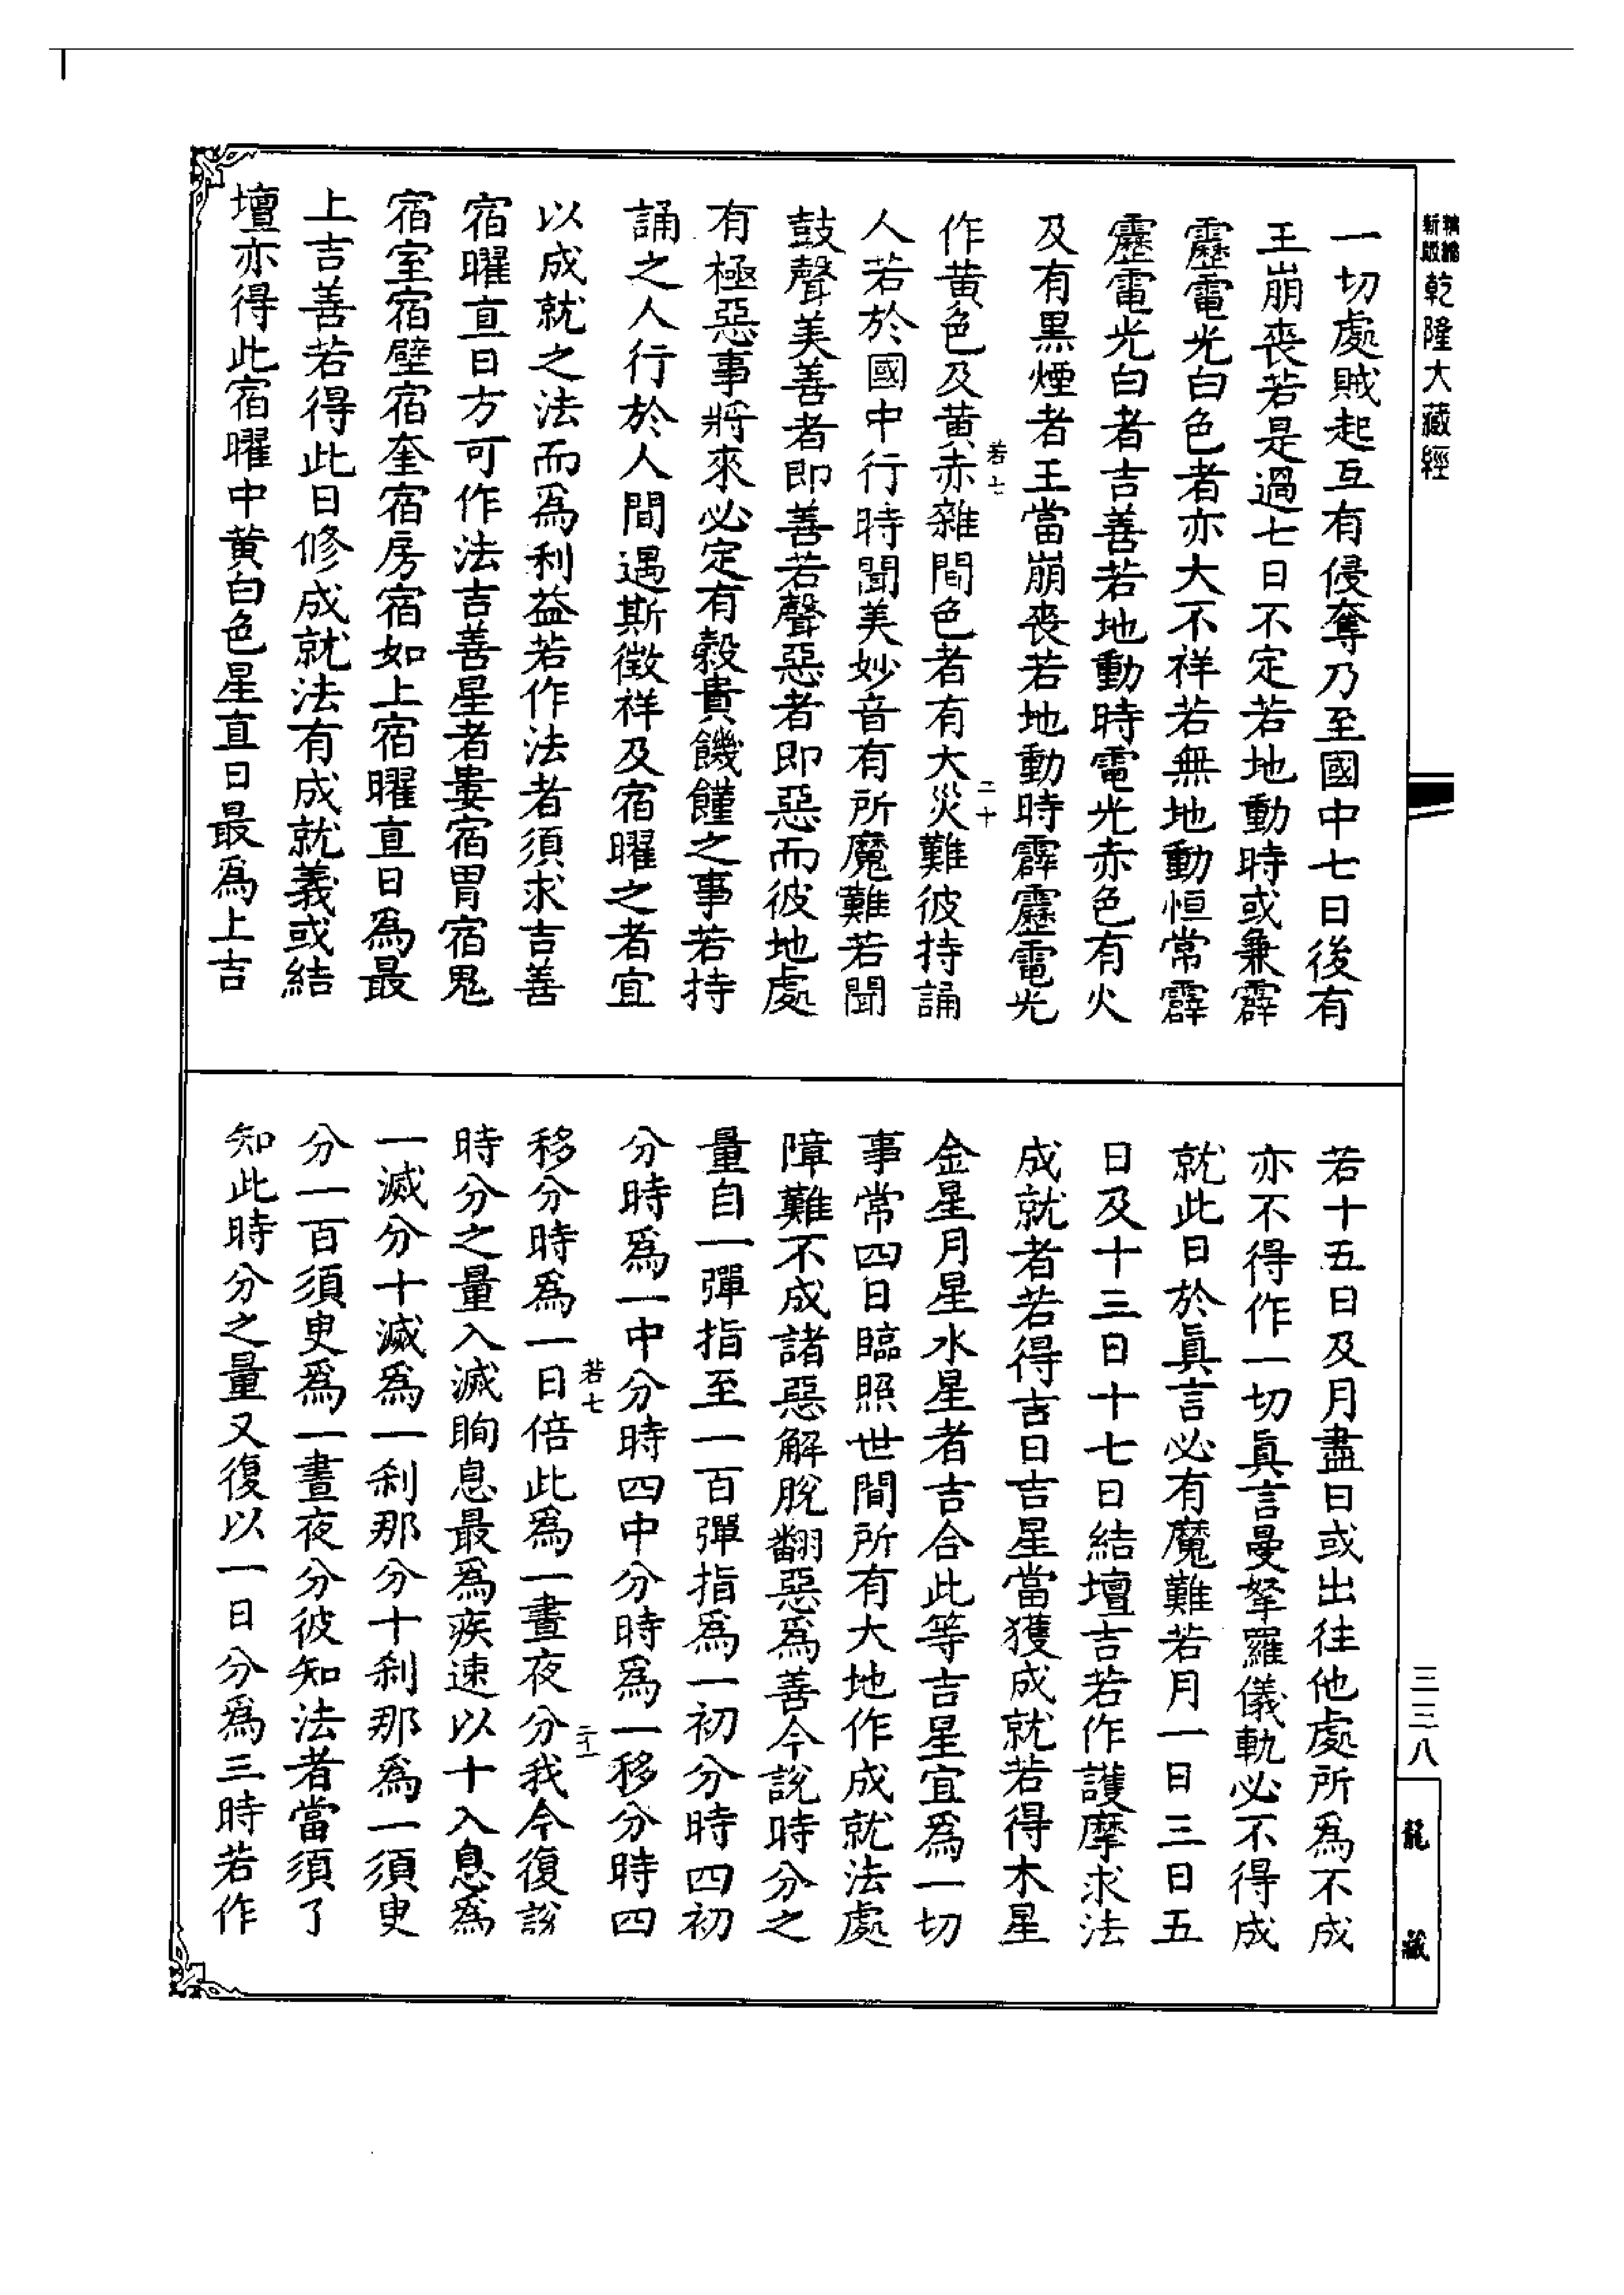 新版精編乾隆大藏經
一切處賊起互有侵奪乃至國中七日後有
王崩喪若是過七日不定若地動時或兼霹
靂電光白色者亦大不祥若無地動恒常霹
靂電光白者吉善若地動時電光赤色有火
及有黑煙者王當崩喪若地動時霹靂電光
作黃色及黃赤雜間色者有大災難彼持誦
若七 二十
人若於國中行時聞美妙音有所魔難若聞
鼓聲美善者即善若聲惡者即惡而彼地處
有極惡事將來必定有穀貴饑饉之事若持
誦之人行於人間遇斯徵祥及宿曜之者宜
以成就之法而為利益若作法者須求吉善
宿曜直日方可作法吉善星者婁宿胃宿鬼
宿室宿壁宿奎宿房宿如上宿曜直日為最
上吉善若得此日修成就法有成就義或結
壇亦得此宿曜中黃白色星直日最為上吉
若十五日及月盡日或出往他處所為不成
亦不得作一切眞言曼拏羅儀軌必不得成
就此日於眞言必有魔難若月一日三日五
日及十三日十七日結壇吉若作護摩求法
成就者若得吉日吉星當獲成就若得木星
金星月星水星者吉合此等吉星宜為一切
事常四日臨照世間所有大地作成就法處
障難不成諸惡解脫翻惡為善今說時分之
量自一彈指至一百彈指為一初分時四初
分時為一中分時四中分時為一移分時四
若七 二十一
移分時為一日倍此為一晝夜分我今復說
時分之量入滅眴息最為疾速以十入息為
一滅分十滅為一刹那分十刹那為一須臾
分一百須臾為一晝夜分彼知法者當須了
知此時分之量又復以一日分為三時若作
三三八
龍藏